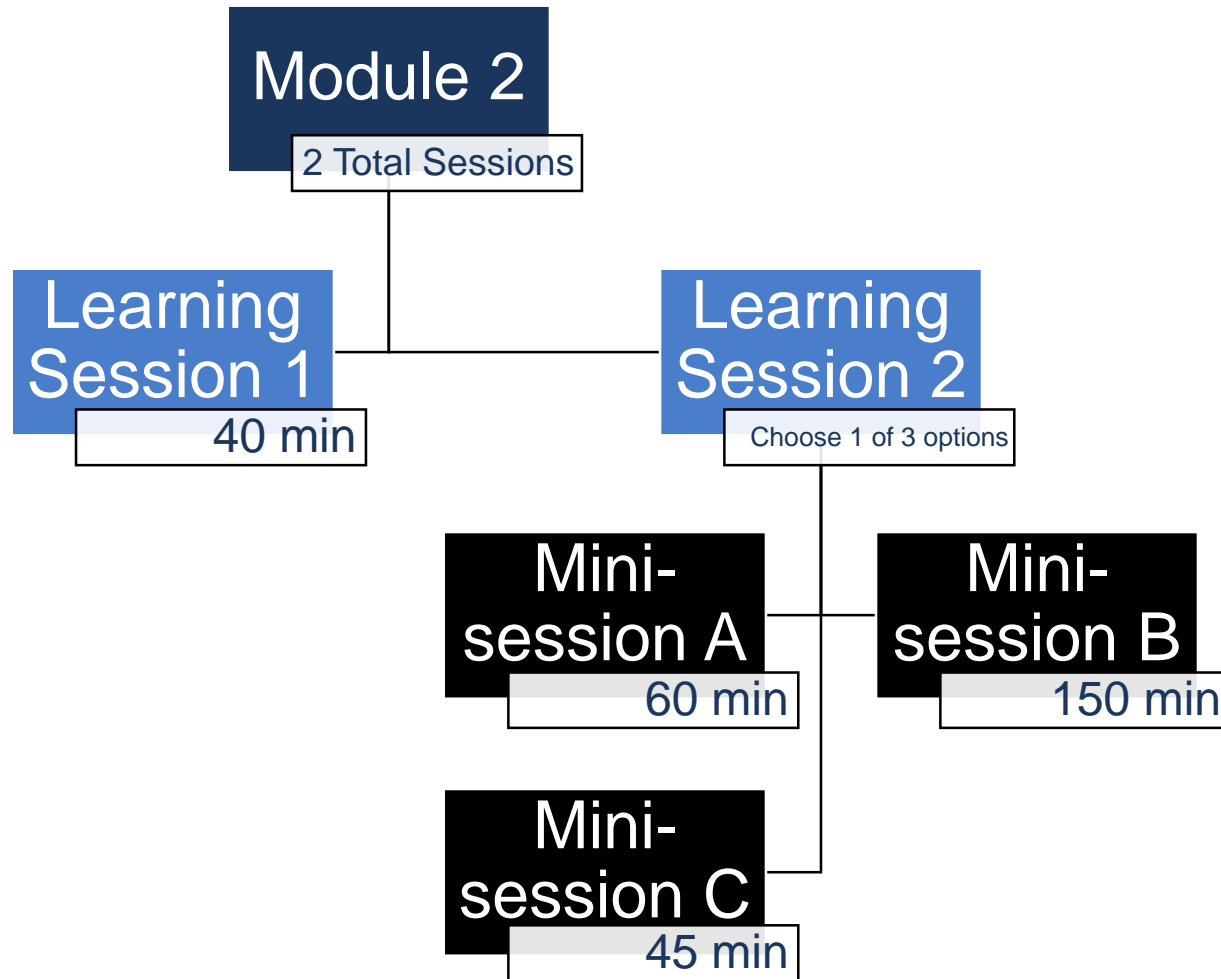 Module 2
2 Total Sessions
Learning
Session 1
40 min
Learning
Session 2
Choose 1 of 3 options
Mini-
session A
60 min
Mini-
session B
150 min
Mini-
session C
45 min